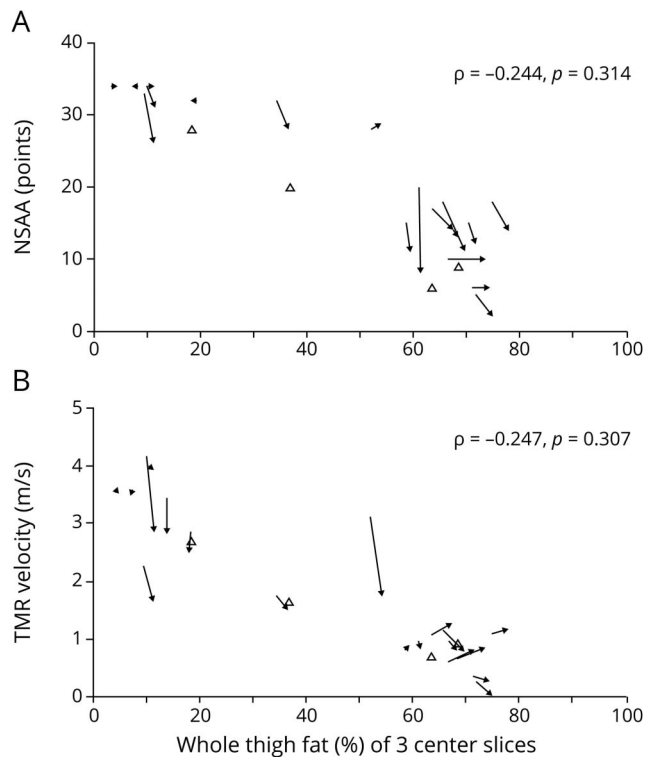 A
40
ρ = –0.244, p = 0.314
30
NSAA (points)
20
10
0
0 20 40 60 80 100
B
5
ρ = –0.247, p = 0.307
4
TMR velocity (m/s)
3
2
1
0
0 20 40 60 80 100
Whole thigh fat (%) of 3 center slices